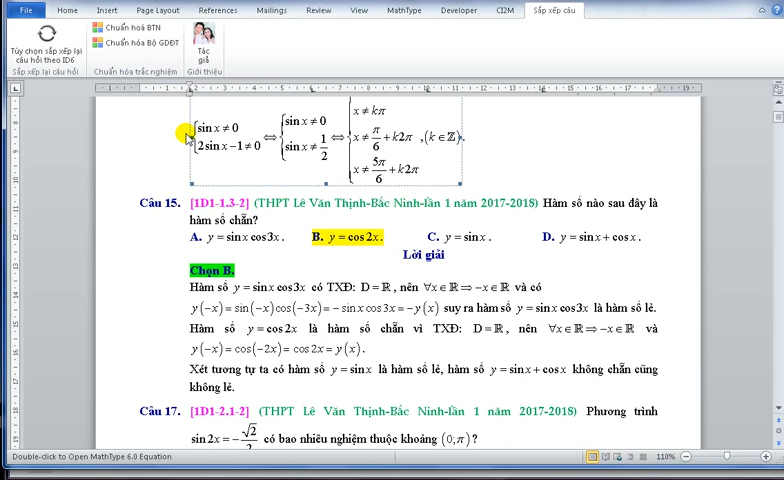 File Home Insert Page Layout References Mailings Review View MathType Developer CI2M Sắp xếp câu
Tùy chọn sắp xếp lại câu hỏi theo ID6
Chuẩn hoá BTN
Chuẩn hoá Bộ GDĐT
Tác giả
Sắp xếp lại câu hỏi Chuẩn hóa trắc nghiệm Giới thiệu
{sin x ≠ 0; 2sin x − 1 ≠ 0 ⇔ {sin x ≠ 0; sin x ≠ 1/2 ⇔ {x ≠ kπ; x ≠ π/6 + k2π; x ≠ 5π/6 + k2π , (k ∈ ℤ).
Câu 15. [1D1-1.3-2] (THPT Lê Văn Thịnh-Bắc Ninh-lần 1 năm 2017-2018) Hàm số nào sau đây là
hàm số chẵn?
A. y = sin x cos 3x. B. y = cos 2x. C. y = sin x. D. y = sin x + cos x.
Lời giải
Chọn B.
Hàm số y = sin x cos 3x có TXĐ: D = ℝ, nên ∀x ∈ ℝ ⇒ −x ∈ ℝ và có
y(−x) = sin(−x)cos(−3x) = −sin x cos 3x = −y(x) suy ra hàm số y = sin x cos 3x là hàm số lẻ.
Hàm số y = cos 2x là hàm số chẵn vì TXĐ: D = ℝ, nên ∀x ∈ ℝ ⇒ −x ∈ ℝ và
y(−x) = cos(−2x) = cos 2x = y(x).
Xét tương tự ta có hàm số y = sin x là hàm số lẻ, hàm số y = sin x + cos x không chẵn cũng
không lẻ.
Câu 17. [1D1-2.1-2] (THPT Lê Văn Thịnh-Bắc Ninh-lần 1 năm 2017-2018) Phương trình
sin 2x = −√2/2 có bao nhiêu nghiệm thuộc khoảng (0;π)?
Double-click to Open MathType 6.0 Equation 110%